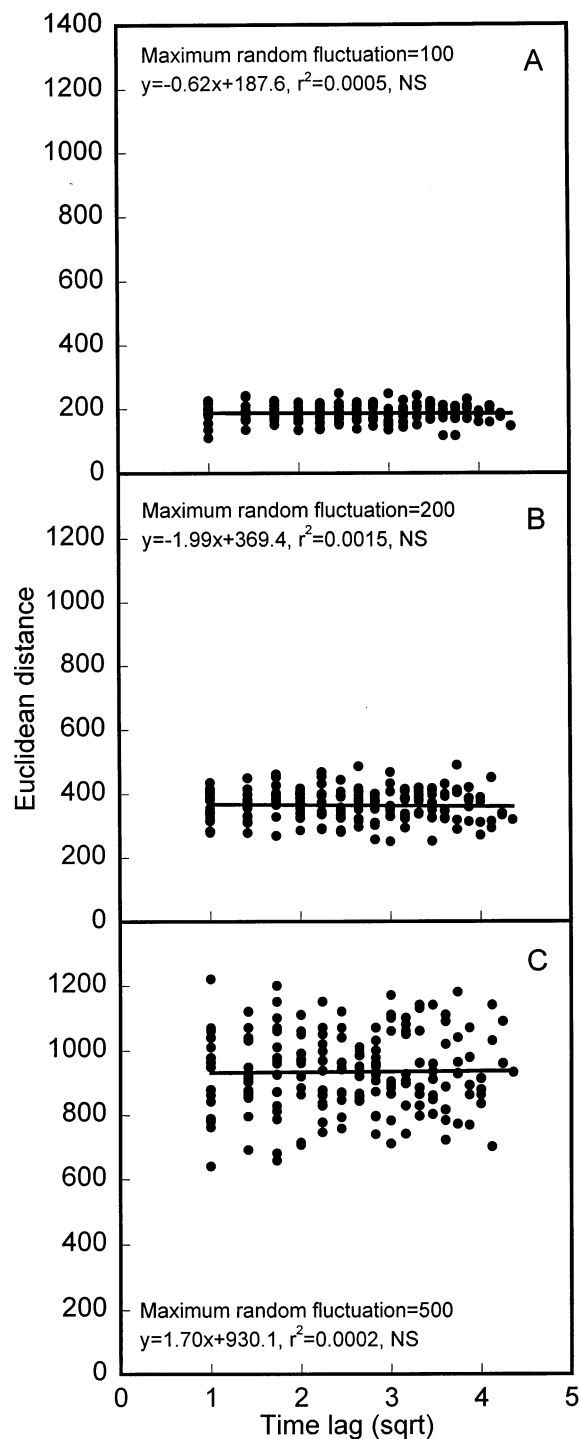 1400
Maximum random fluctuation=100
A
y=-0.62x+187.6, r²=0.0005, NS
1200
1000
800
600
400
200
0
Maximum random fluctuation=200
B
y=-1.99x+369.4, r²=0.0015, NS
1200
1000
800
600
400
200
0
Euclidean distance
C
1200
1000
800
600
400
200
0
Maximum random fluctuation=500
y=1.70x+930.1, r²=0.0002, NS
0 1 2 3 4 5
Time lag (sqrt)